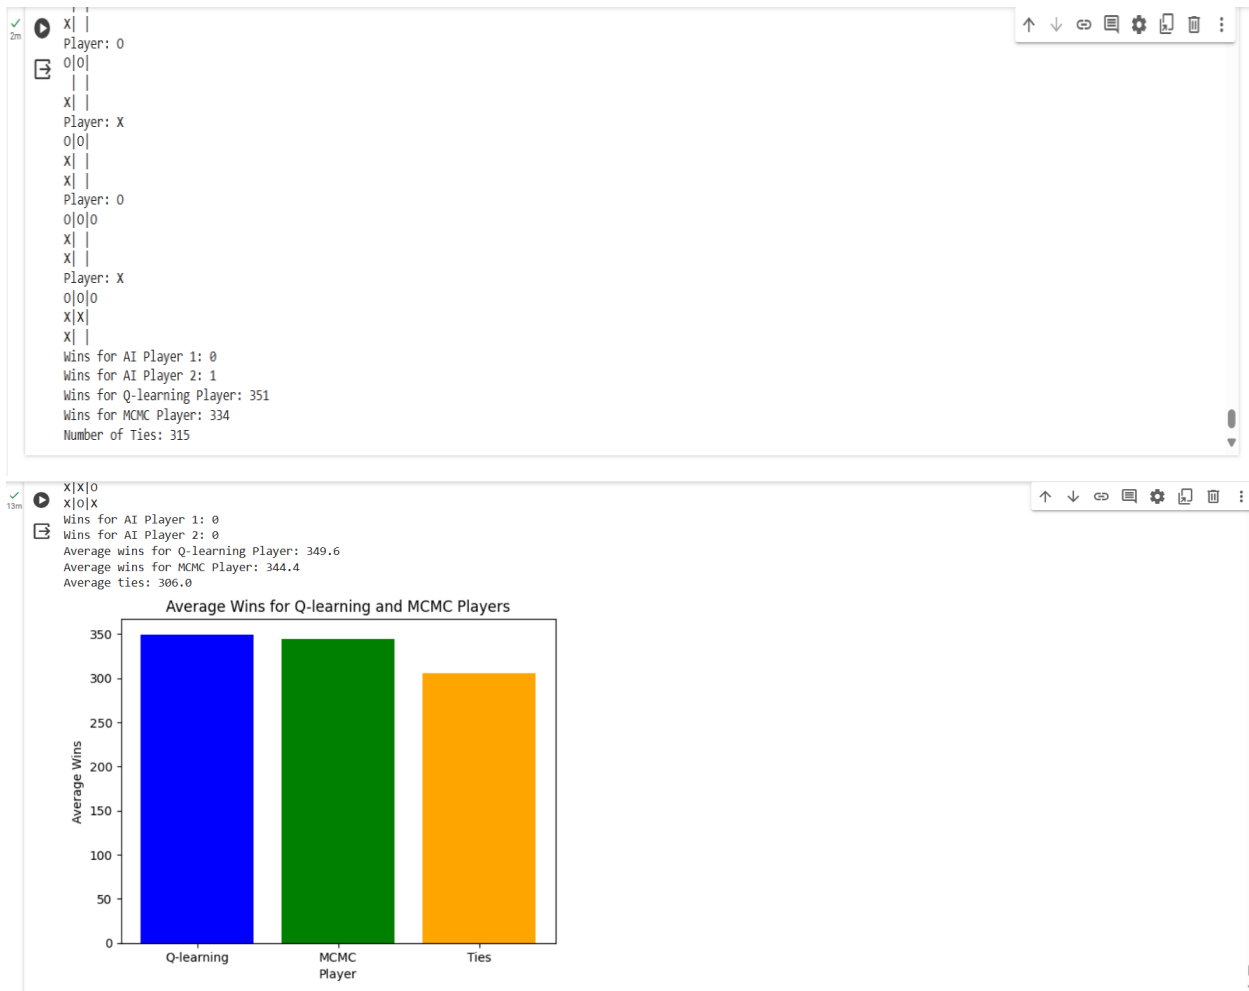 X| |
2m
Player: O
O|O|
 | |
X| |
Player: X
O|O|
X| |
X| |
Player: O
O|O|O
X| |
X| |
Player: X
O|O|O
X|X|
X| |
Wins for AI Player 1: 0
Wins for AI Player 2: 1
Wins for Q-learning Player: 351
Wins for MCMC Player: 334
Number of Ties: 315
X|X|O
13m
X|O|X
Wins for AI Player 1: 0
Wins for AI Player 2: 0
Average wins for Q-learning Player: 349.6
Average wins for MCMC Player: 344.4
Average ties: 306.0
Average Wins for Q-learning and MCMC Players
350
300
250
200
150
100
50
0
Average Wins
Q-learning
MCMC
Ties
Player